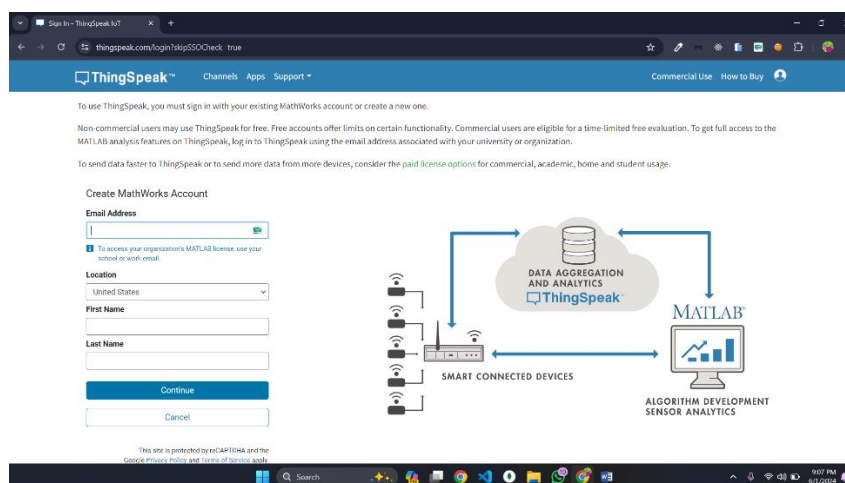 Sign In - ThingSpeak IoT
thingspeak.com/login?skipSSOCheck true
ThingSpeak™ Channels Apps Support Commercial Use How to Buy
To use ThingSpeak, you must sign in with your existing MathWorks account or create a new one.
Non-commercial users may use ThingSpeak for free. Free accounts offer limits on certain functionality. Commercial users are eligible for a time-limited free evaluation. To get full access to the
MATLAB analysis features on ThingSpeak, log in to ThingSpeak using the email address associated with your university or organization.
To send data faster to ThingSpeak or to send more data from more devices, consider the paid license options for commercial, academic, home and student usage.
Create MathWorks Account
Email Address
To access your organization's MATLAB license, use your
school or work email.
Location
United States
First Name
Last Name
Continue
Cancel
This site is protected by reCAPTCHA and the
Google Privacy Policy and Terms of Service apply.
DATA AGGREGATION
AND ANALYTICS
ThingSpeak™
MATLAB®
SMART CONNECTED DEVICES
ALGORITHM DEVELOPMENT
SENSOR ANALYTICS
Search
9:07 PM
6/1/2024